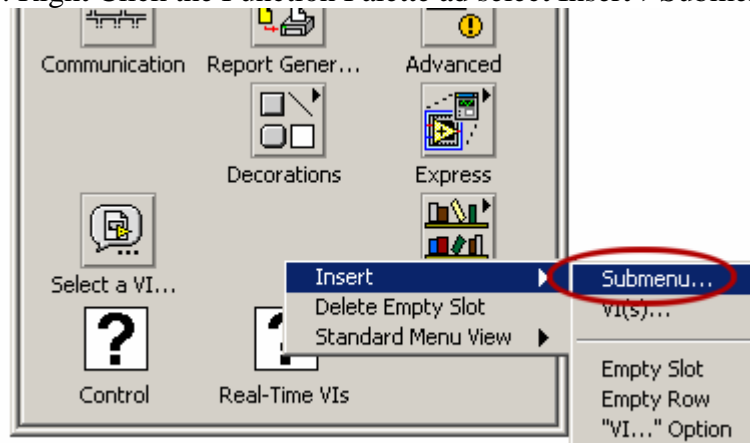 Communication Report Gener... Advanced
Decorations Express
Select a VI...
Insert
Submenu...
Delete Empty Slot
VI(s)...
Standard Menu View
Empty Slot
Empty Row
"VI..." Option
Control Real-Time VIs